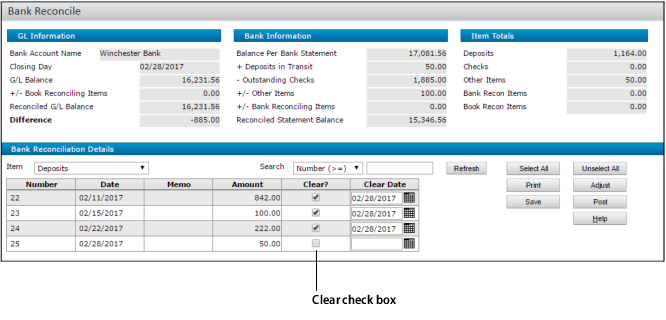 Bank Reconcile
GL Information
Bank Account Name Winchester Bank
Closing Day 02/28/2017
G/L Balance 16,231.56
+/- Book Reconciling Items 0.00
Reconciled G/L Balance 16,231.56
Difference -885.00
Bank Information
Balance Per Bank Statement 17,081.56
+ Deposits in Transit 50.00
- Outstanding Checks 1,885.00
+/- Other Items 100.00
+/- Bank Reconciling Items 0.00
Reconciled Statement Balance 15,346.56
Item Totals
Deposits 1,164.00
Checks 0.00
Other Items 50.00
Bank Recon Items 0.00
Book Recon Items 0.00
Bank Reconciliation Details
Item Deposits Search Number (>=) Refresh Select All Unselect All
Print Adjust
Save Post
Help
Number Date Memo Amount Clear? Clear Date
22 02/11/2017 842.00 02/28/2017
23 02/15/2017 100.00 02/28/2017
24 02/22/2017 222.00 02/28/2017
25 02/28/2017 50.00
Clear check box